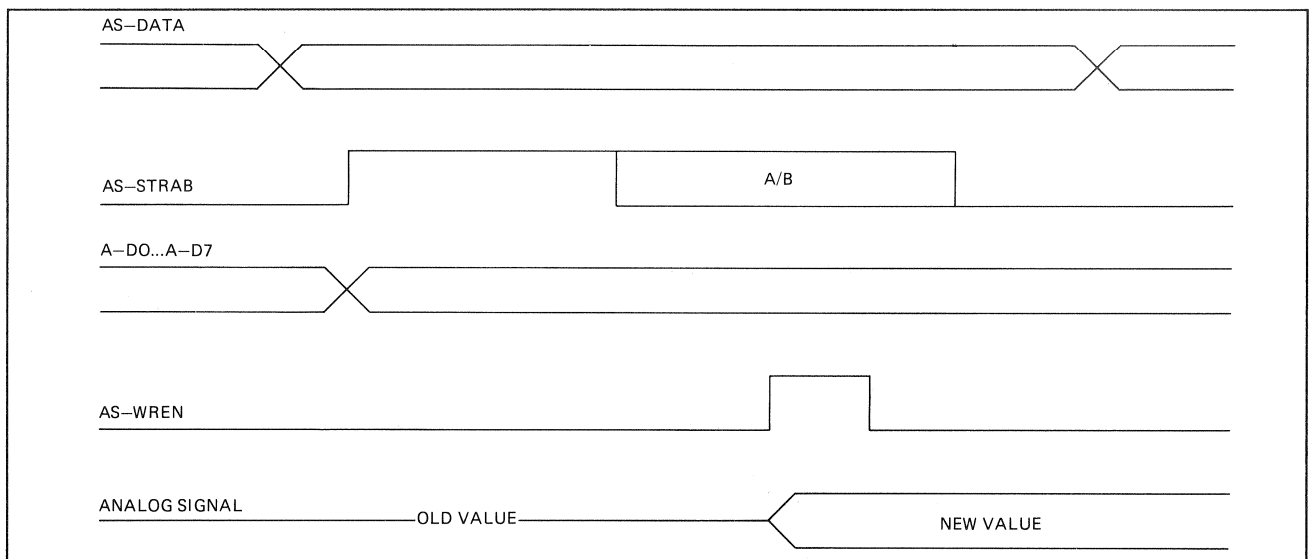 AS–DATA
AS–STRAB
A/B
A–DO...A–D7
AS–WREN
ANALOG SIGNAL
OLD VALUE
NEW VALUE